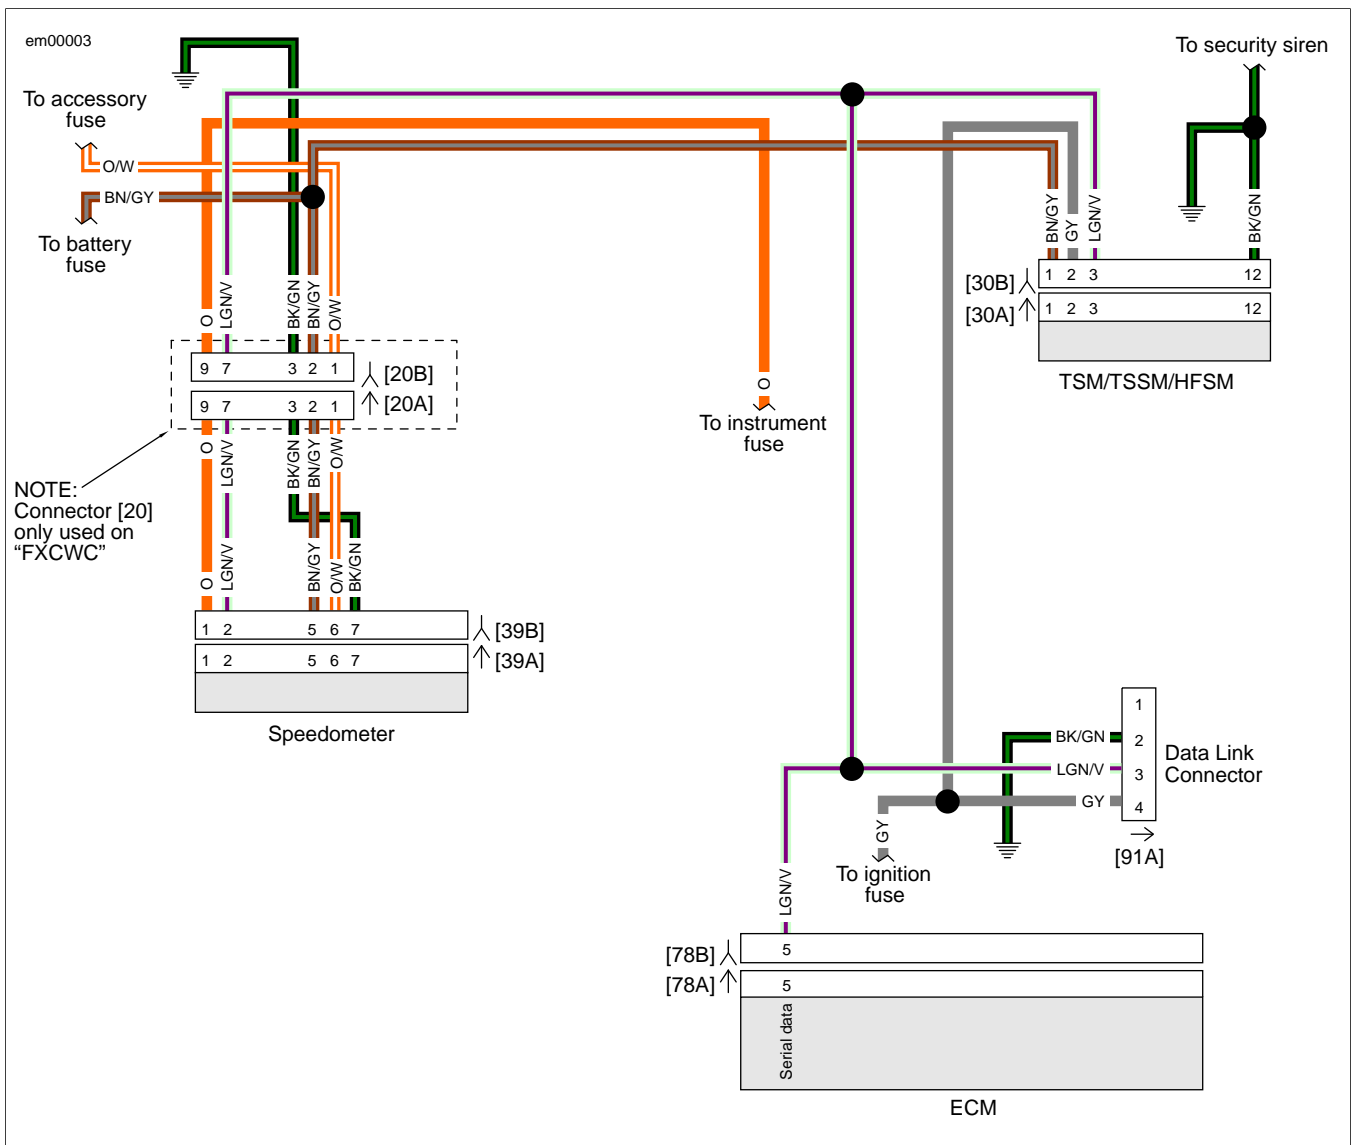 em00003
To security siren
To accessory
fuse
O/W
BN/GY
To battery
fuse
O
LGN/V
BK/GN
BN/GY
O/W
9 7 3 2 1
[20B]
9 7 3 2 1
[20A]
O
LGN/V
BK/GN
BN/GY
O/W
NOTE:
Connector [20]
only used on
“FXCWC”
O
LGN/V
BN/GY
O/W
BK/GN
1 2 5 6 7
[39B]
1 2 5 6 7
[39A]
Speedometer
O
To instrument
fuse
BN/GY
GY
LGN/V
BK/GN
[30B]
1 2 3 12
[30A]
1 2 3 12
TSM/TSSM/HFSM
1
BK/GN
2
LGN/V
3
GY
4
Data Link
Connector
[91A]
GY
To ignition
fuse
LGN/V
[78B]
5
[78A]
5
Serial data
ECM